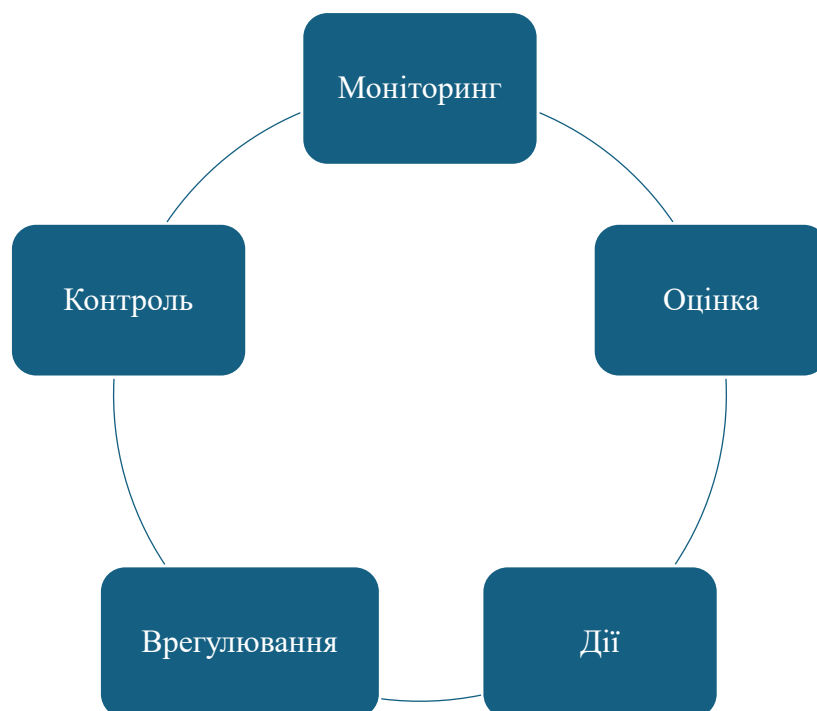 Моніторинг
Оцінка
Дії
Врегулювання
Контроль